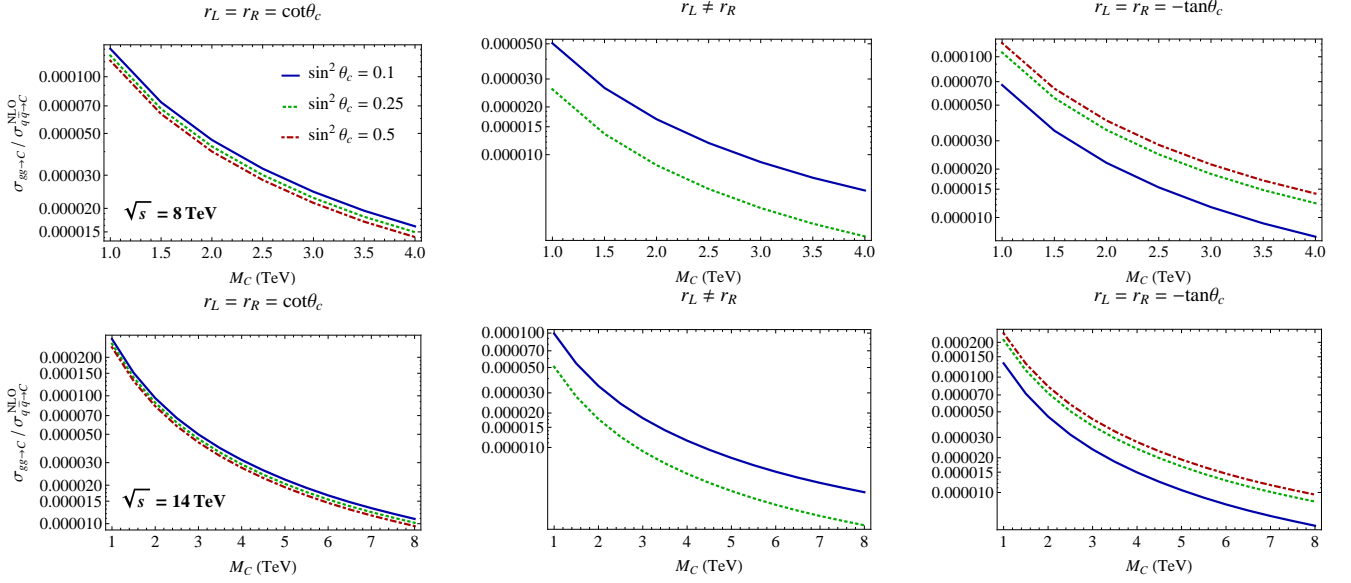 r_L = r_R = cotθ_c
r_L ≠ r_R
r_L = r_R = −tanθ_c
σ_{gg→C} / σ^{NLO}_{q q̄→C}
0.000100
0.000070
0.000050
0.000030
0.000020
0.000015
sin² θ_c = 0.1
sin² θ_c = 0.25
sin² θ_c = 0.5
√s = 8 TeV
1.0 1.5 2.0 2.5 3.0 3.5 4.0
M_C (TeV)
0.000050
0.000030
0.000020
0.000015
0.000010
1.0 1.5 2.0 2.5 3.0 3.5 4.0
M_C (TeV)
0.000100
0.000070
0.000050
0.000030
0.000020
0.000015
0.000010
1.0 1.5 2.0 2.5 3.0 3.5 4.0
M_C (TeV)
r_L = r_R = cotθ_c
r_L ≠ r_R
r_L = r_R = −tanθ_c
σ_{gg→C} / σ^{NLO}_{q q̄→C}
0.000200
0.000150
0.000100
0.000070
0.000050
0.000030
0.000020
0.000015
0.000010
√s = 14 TeV
1 2 3 4 5 6 7 8
M_C (TeV)
0.000100
0.000070
0.000050
0.000030
0.000020
0.000015
0.000010
1 2 3 4 5 6 7 8
M_C (TeV)
0.000200
0.000150
0.000100
0.000070
0.000050
0.000030
0.000020
0.000015
0.000010
1 2 3 4 5 6 7 8
M_C (TeV)